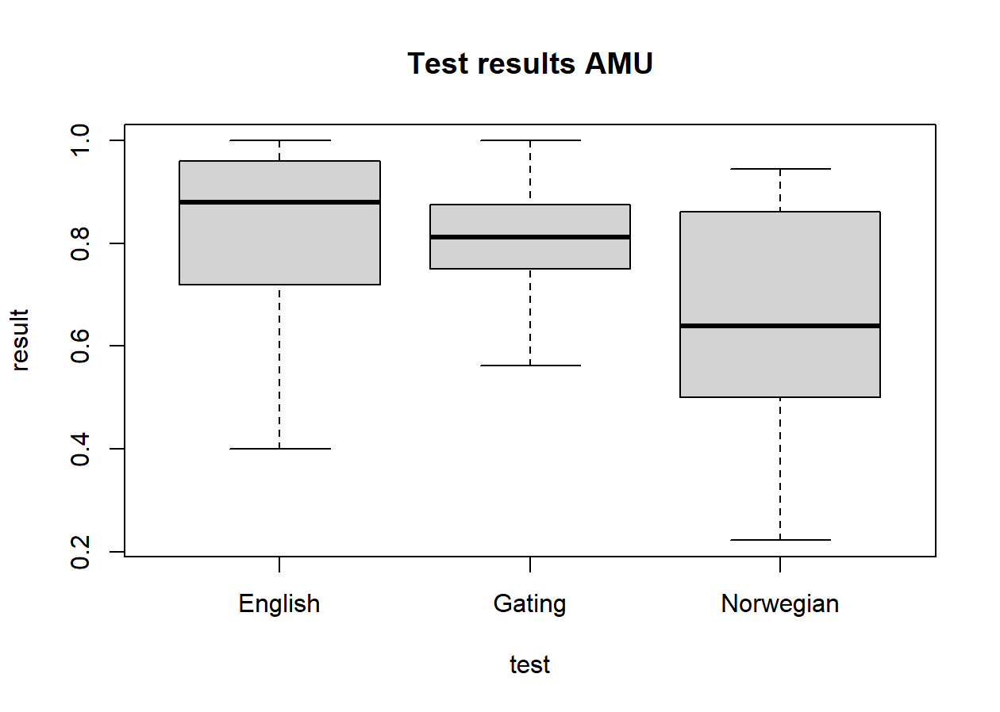 Test results AMU
1.0
0.8
0.6
0.4
0.2
result
English
Gating
Norwegian
test